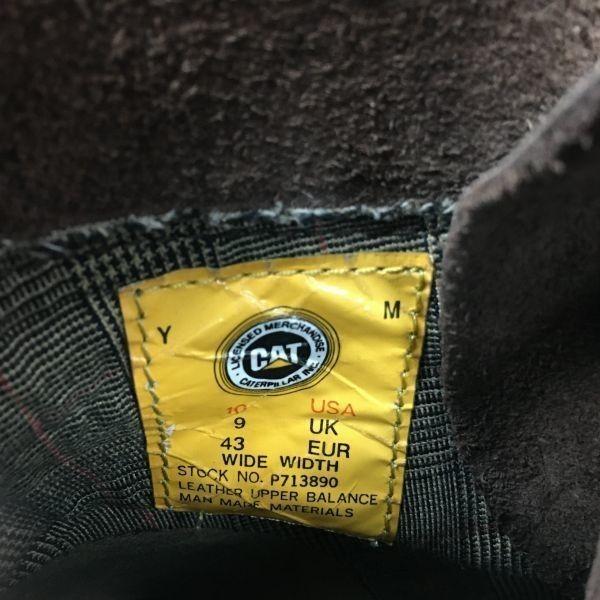 Y M
LICENSED MERCHANDISE
CAT
CATERPILLAR INC.
10 USA
9 UK
43 EUR
WIDE WIDTH
STOCK NO. P713890
LEATHER UPPER BALANCE
MAN MADE MATERIALS